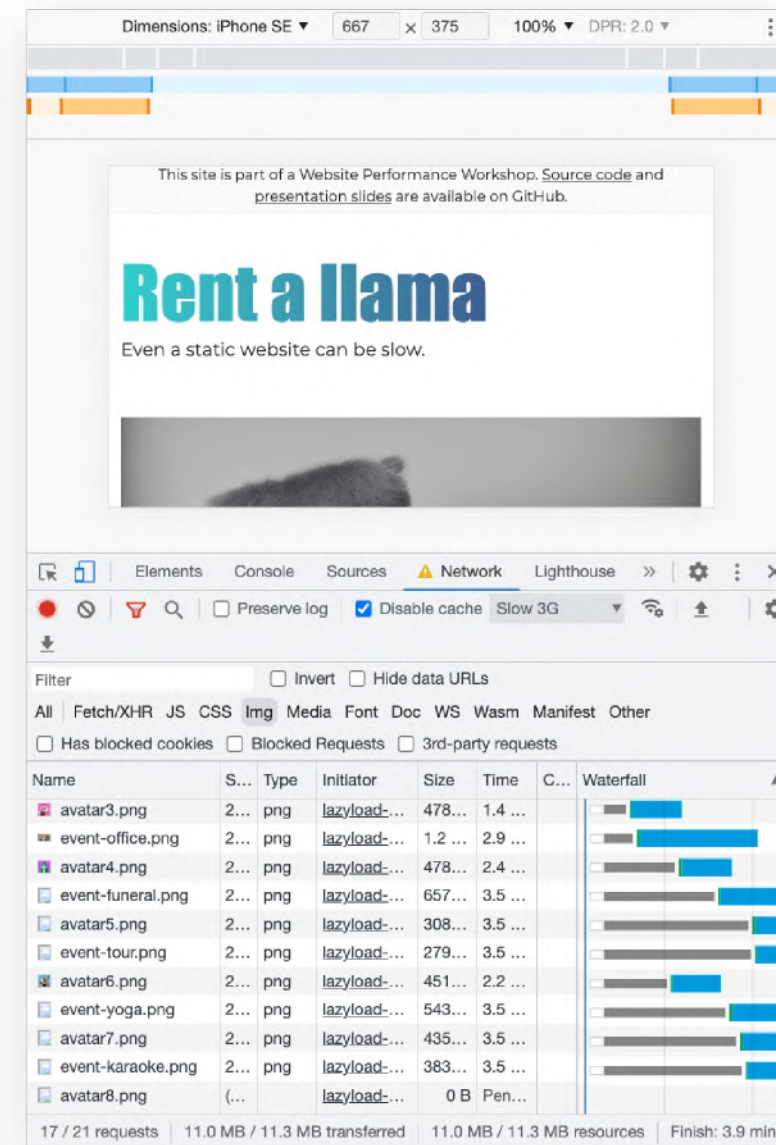 Dimensions: iPhone SE ▼ 667 x 375 100% ▼ DPR: 2.0 ▼
This site is part of a Website Performance Workshop. Source code and
presentation slides are available on GitHub.
Rent a llama
Even a static website can be slow.
Elements Console Sources Network Lighthouse »
Preserve log Disable cache Slow 3G ▼
Filter Invert Hide data URLs
All Fetch/XHR JS CSS Img Media Font Doc WS Wasm Manifest Other
Has blocked cookies Blocked Requests 3rd-party requests
Name S... Type Initiator Size Time C... Waterfall
avatar3.png 2... png lazyload-... 478... 1.4 ...
event-office.png 2... png lazyload-... 1.2 ... 2.9 ...
avatar4.png 2... png lazyload-... 478... 2.4 ...
event-funeral.png 2... png lazyload-... 657... 3.5 ...
avatar5.png 2... png lazyload-... 308... 3.5 ...
event-tour.png 2... png lazyload-... 279... 3.5 ...
avatar6.png 2... png lazyload-... 451... 2.2 ...
event-yoga.png 2... png lazyload-... 543... 3.5 ...
avatar7.png 2... png lazyload-... 435... 3.5 ...
event-karaoke.png 2... png lazyload-... 383... 3.5 ...
avatar8.png (... lazyload-... 0 B Pen...
17 / 21 requests 11.0 MB / 11.3 MB transferred 11.0 MB / 11.3 MB resources Finish: 3.9 min